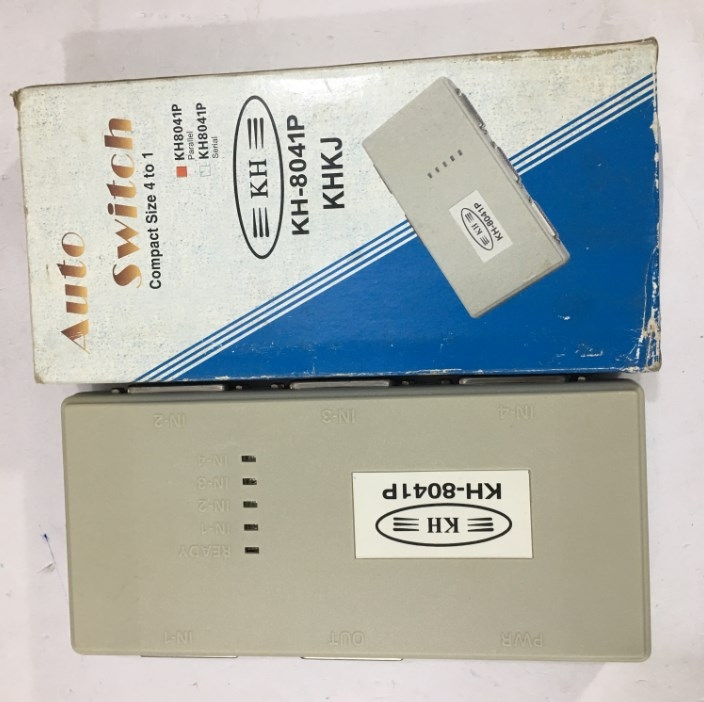 Auto
Switch
Compact Size 4 to 1
KH8041P
Parallel
KH8041P
Serial
KH
KH-8041P
KHKJ
KH
KH-8041P
IN-2
IN-3
IN-4
IN-4
IN-3
IN-2
IN-1
READY
KH
KH-8041P
IN-1
OUT
PWR